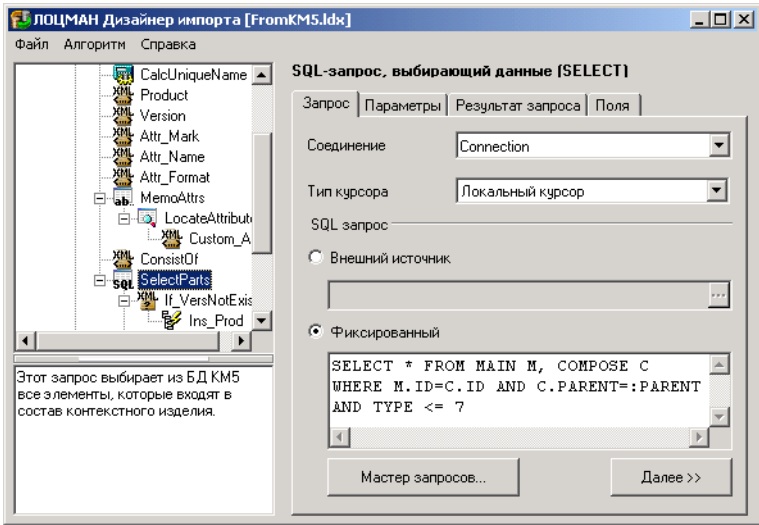 ЛОЦМАН Дизайнер импорта [FromKM5.ldx]
Файл Алгоритм Справка
CalcUniqueName
Product
Version
Attr_Mark
Attr_Name
Attr_Format
MemoAttrs
LocateAttribut
Custom_A
ConsistOf
SelectParts
If_VersNotExis
Ins_Prod
Этот запрос выбирает из БД КМ5
все элементы, которые входят в
состав контекстного изделия.
SQL-запрос, выбирающий данные (SELECT)
Запрос Параметры Результат запроса Поля
Соединение Connection
Тип курсора Локальный курсор
SQL запрос
Внешний источник
...
Фиксированный
SELECT * FROM MAIN M, COMPOSE C
WHERE M.ID=C.ID AND C.PARENT=:PARENT
AND TYPE <= 7
Мастер запросов... Далее >>